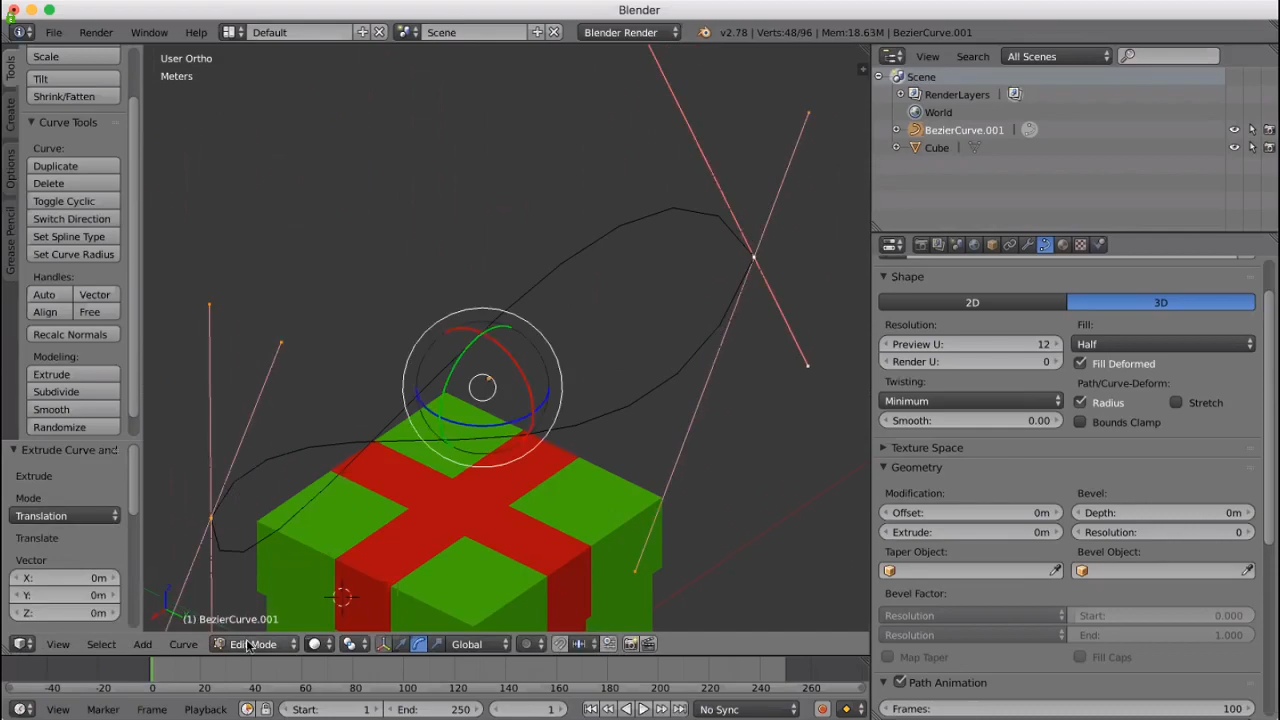 Blender
File Render Window Help
Default
Scene
Blender Render
v2.78 | Verts:48/96 | Mem:18.63M | BezierCurve.001
Tools
Create
Options
Grease Pencil
Scale
Tilt
Shrink/Fatten
Curve Tools
Curve:
Duplicate
Delete
Toggle Cyclic
Switch Direction
Set Spline Type
Set Curve Radius
Handles:
Auto Vector
Align Free
Recalc Normals
Modeling:
Extrude
Subdivide
Smooth
Randomize
Extrude Curve and
Extrude
Mode
Translation
Translate
Vector
X: 0m
Y: 0m
Z: 0m
User Ortho
Meters
(1) BezierCurve.001
View Select Add Curve Edit Mode Global
0 20 40 60 80 100 120 140 160 180 200 220 240 260
View Marker Frame Playback Start: 1 End: 250 1 No Sync
View Search All Scenes
Scene
RenderLayers
World
BezierCurve.001
Cube
Shape
2D 3D
Resolution: Fill:
Preview U: 12 Half
Render U: 0 Fill Deformed
Twisting: Path/Curve-Deform:
Minimum Radius Stretch
Smooth: 0.00 Bounds Clamp
Texture Space
Geometry
Modification: Bevel:
Offset: 0m Depth: 0m
Extrude: 0m Resolution: 0
Taper Object: Bevel Object:
Bevel Factor:
Resolution Start: 0.000
Resolution End: 1.000
Map Taper Fill Caps
Path Animation
Frames: 100